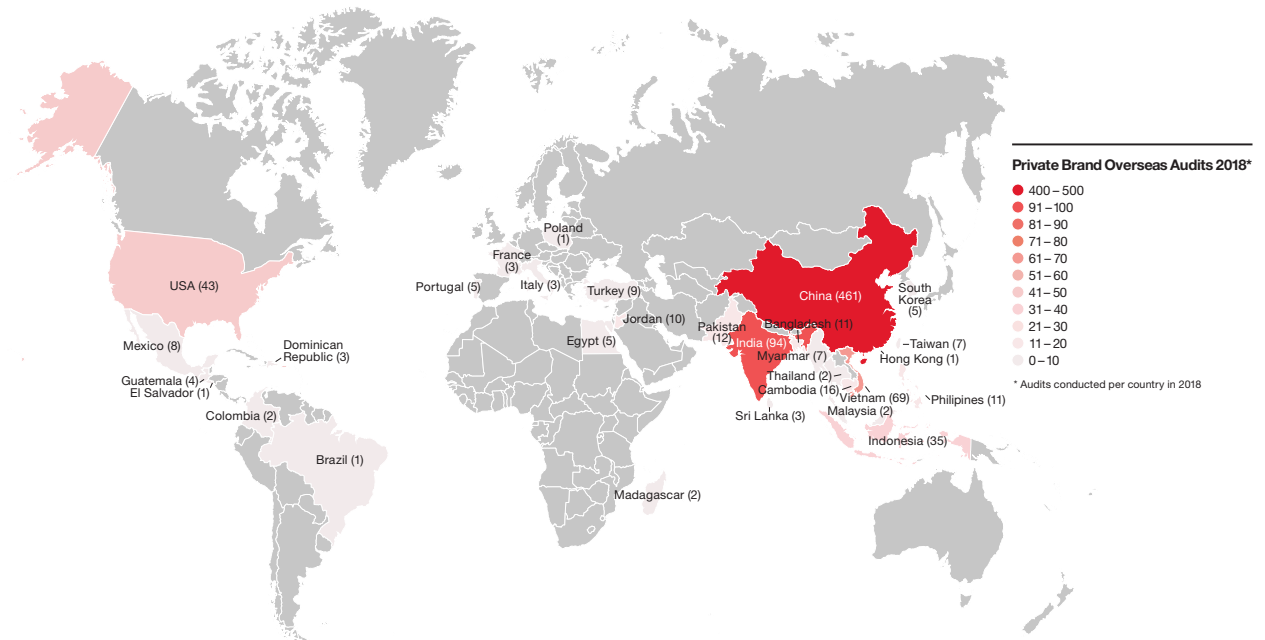 Private Brand Overseas Audits 2018*
400–500
91–100
81–90
71–80
61–70
51–60
41–50
31–40
21–30
11–20
0–10
* Audits conducted per country in 2018
USA (43)
Mexico (8)
Dominican
Republic (3)
Guatemala (4)
El Salvador (1)
Colombia (2)
Brazil (1)
Poland
(1)
France
(3)
Portugal (5)
Italy (3)
Turkey (9)
Jordan (10)
Egypt (5)
Madagascar (2)
Pakistan
(12)
India (94)
Bangladesh (11)
China (461)
South
Korea
(5)
Taiwan (7)
Hong Kong (1)
Myanmar (7)
Thailand (2)
Cambodia (16)
Vietnam (69)
Malaysia (2)
Sri Lanka (3)
Philipines (11)
Indonesia (35)